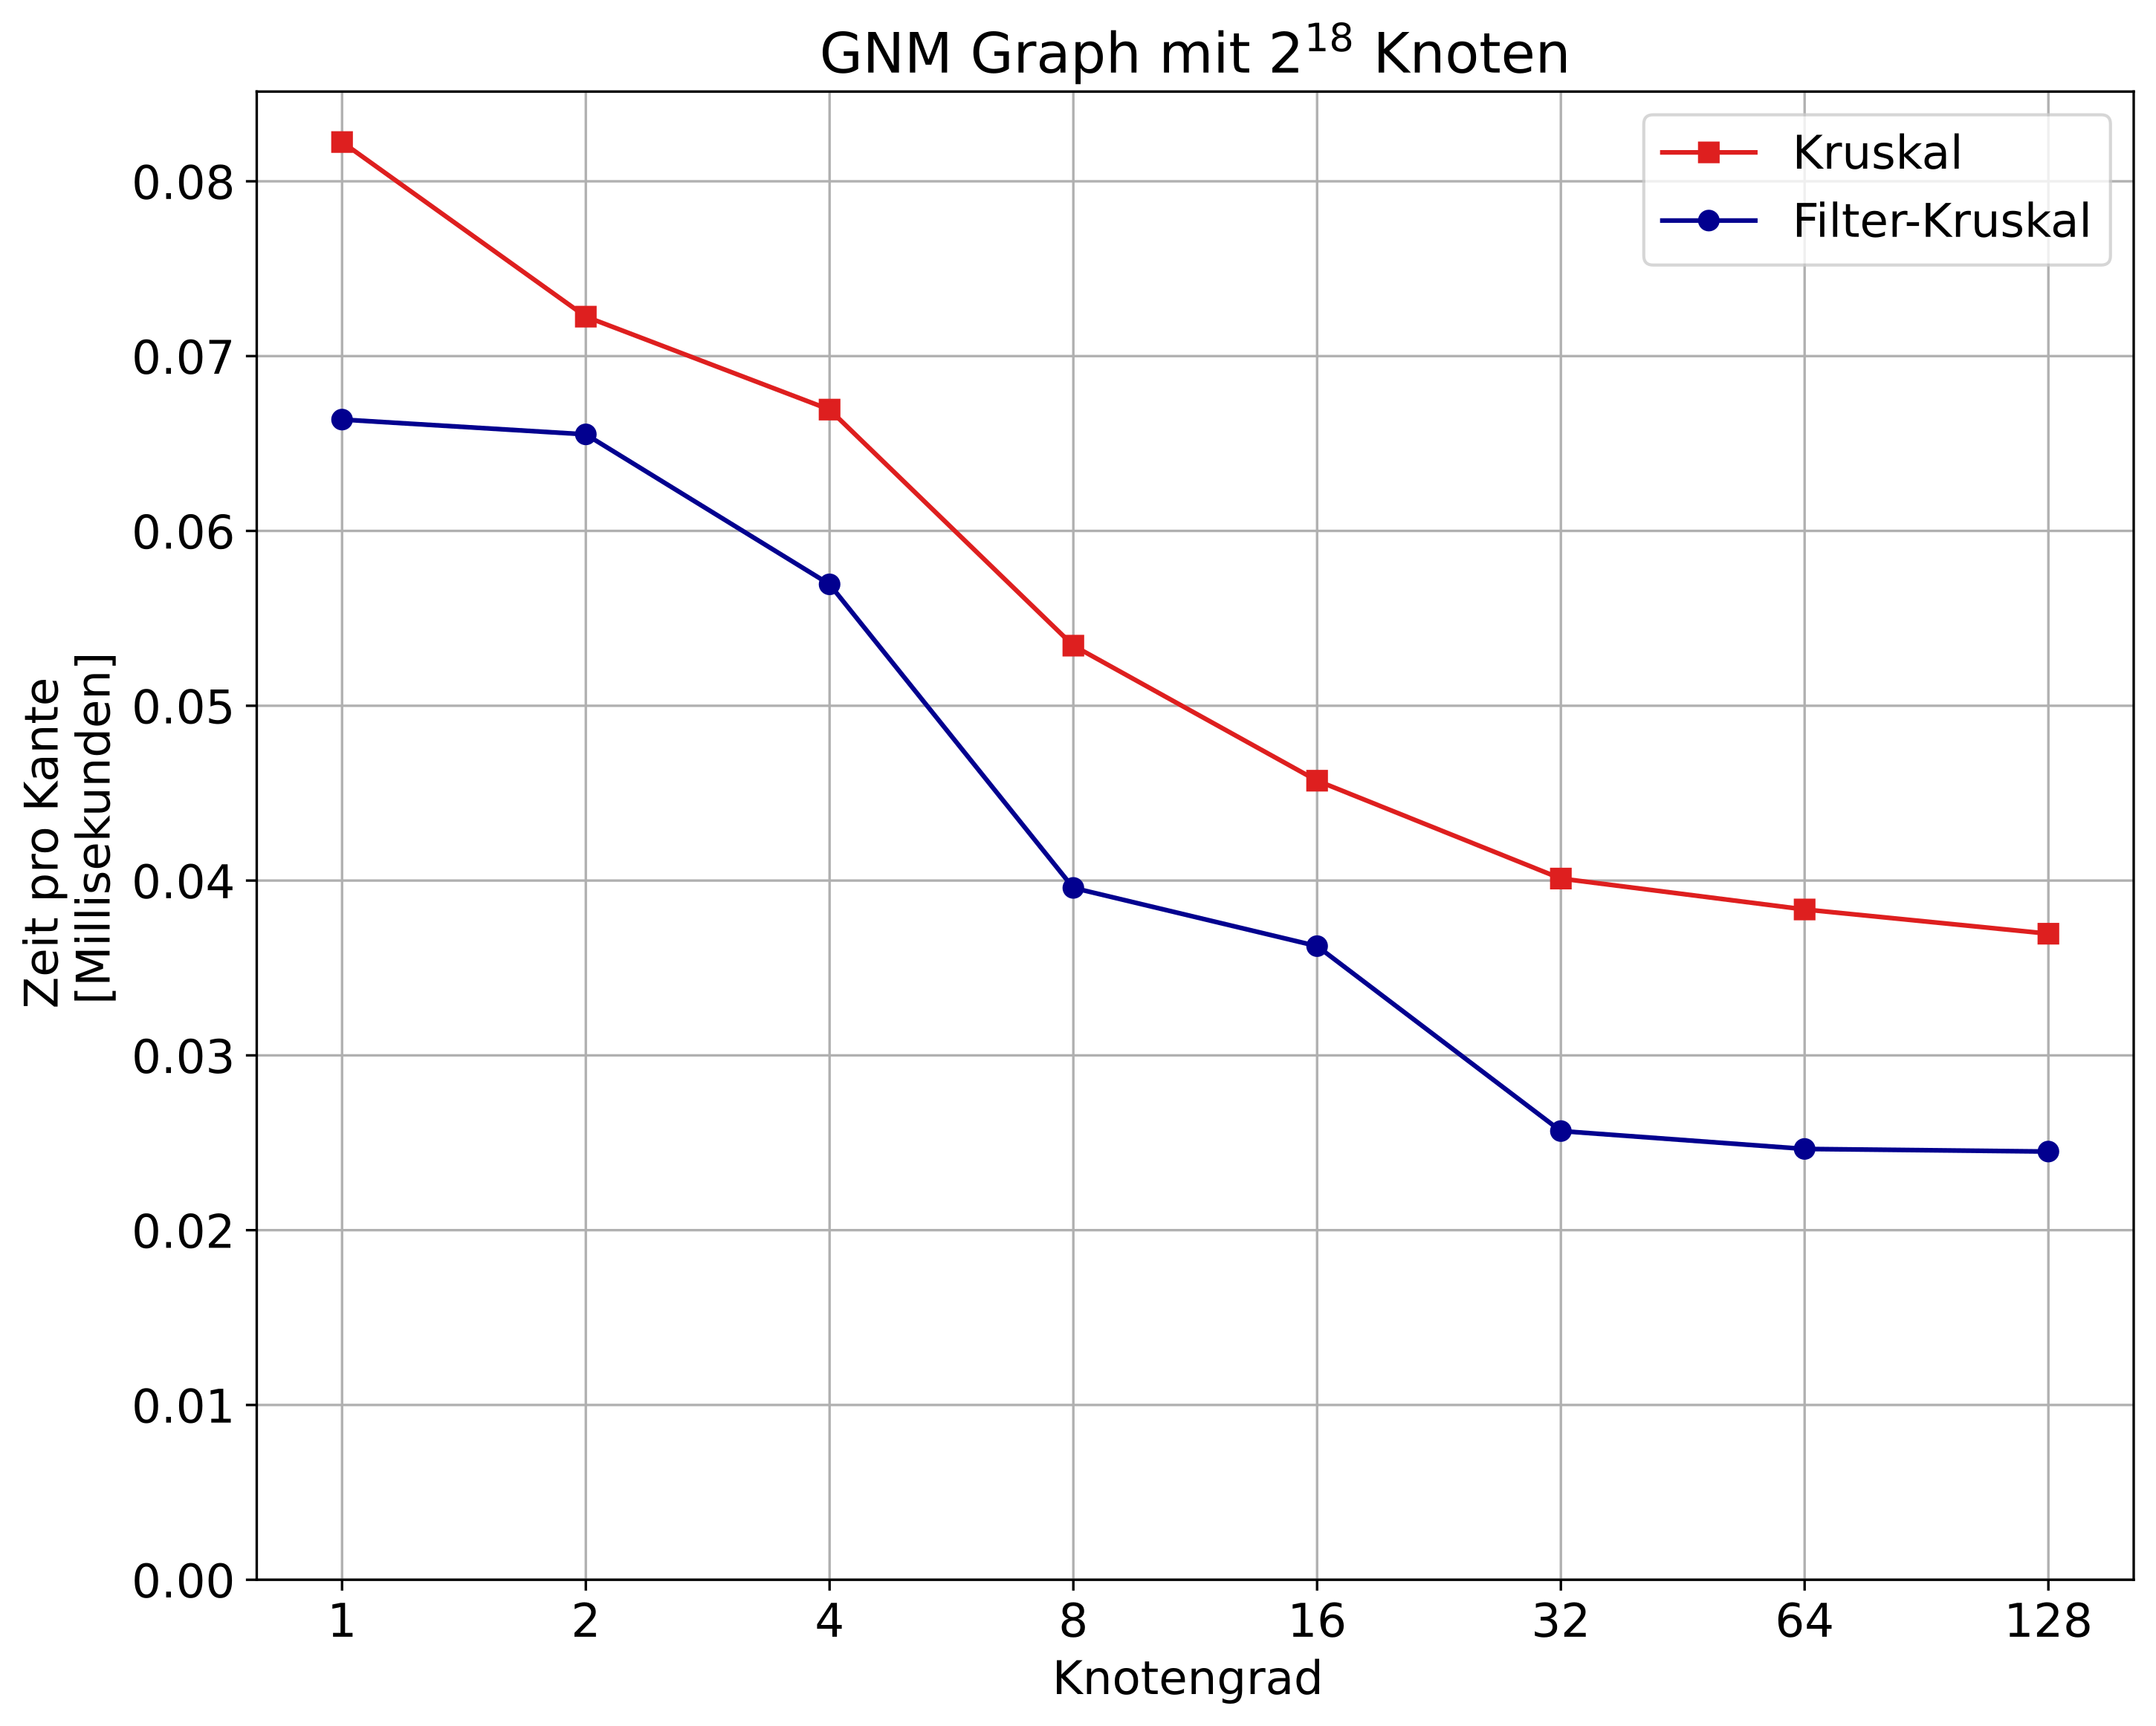 GNM Graph mit 2¹⁸ Knoten
Kruskal
Filter-Kruskal
Zeit pro Kante
[Millisekunden]
0.08
0.07
0.06
0.05
0.04
0.03
0.02
0.01
0.00
1 2 4 8 16 32 64 128
Knotengrad